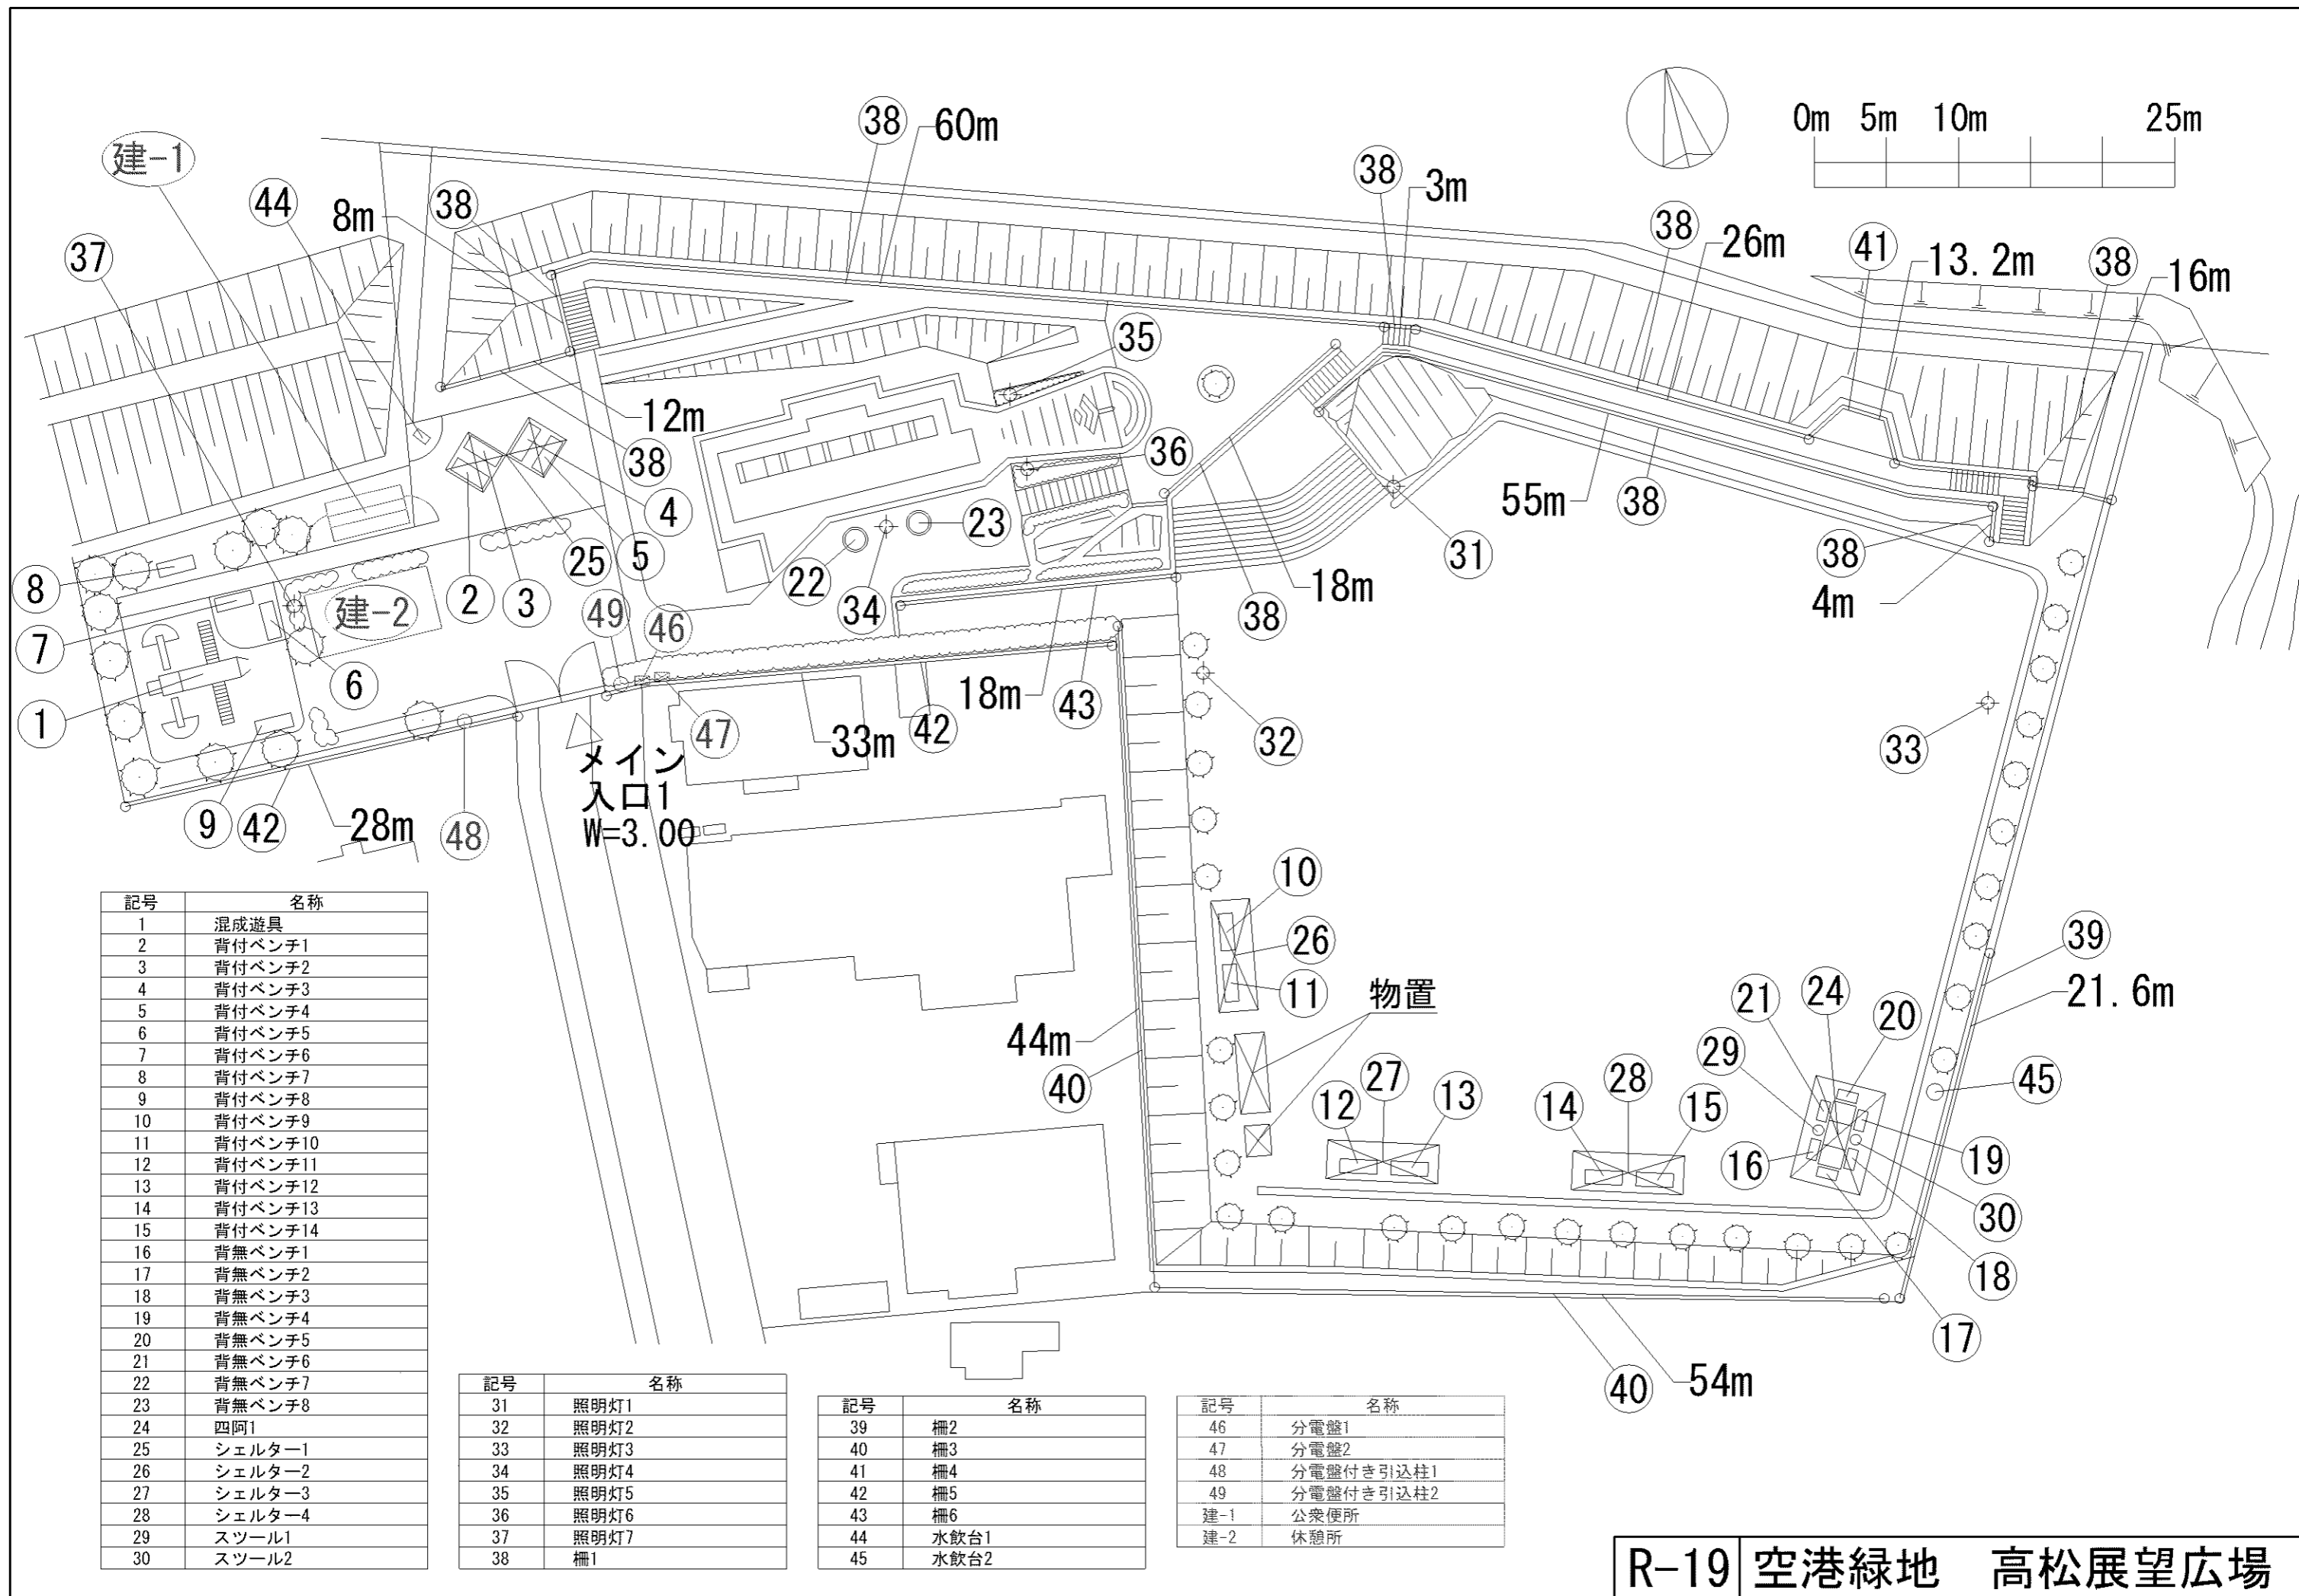 0m 5m 10m 25m
38 60m
建-1
38 3m
44
38
8m
38
26m
41
13.2m
38
16m
37
35
12m
38
36
4
55m
38
31
38
4m
8
2
3
25
5
22
34
23
建-2
49
46
38
18m
7
6
1
47
33m
42
18m
43
32
33
メイン
入口1
W=3.00
9
42
28m
48
10
26
11
物置
39
21.6m
21
24
20
29
45
44m
40
12
27
13
14
28
15
16
19
30
18
17
40
54m
記号 名称
1 混成遊具
2 背付ベンチ1
3 背付ベンチ2
4 背付ベンチ3
5 背付ベンチ4
6 背付ベンチ5
7 背付ベンチ6
8 背付ベンチ7
9 背付ベンチ8
10 背付ベンチ9
11 背付ベンチ10
12 背付ベンチ11
13 背付ベンチ12
14 背付ベンチ13
15 背付ベンチ14
16 背無ベンチ1
17 背無ベンチ2
18 背無ベンチ3
19 背無ベンチ4
20 背無ベンチ5
21 背無ベンチ6
22 背無ベンチ7
23 背無ベンチ8
24 四阿1
25 シェルター1
26 シェルター2
27 シェルター3
28 シェルター4
29 スツール1
30 スツール2
記号 名称
31 照明灯1
32 照明灯2
33 照明灯3
34 照明灯4
35 照明灯5
36 照明灯6
37 照明灯7
38 柵1
記号 名称
39 柵2
40 柵3
41 柵4
42 柵5
43 柵6
44 水飲台1
45 水飲台2
記号 名称
46 分電盤1
47 分電盤2
48 分電盤付き引込柱1
49 分電盤付き引込柱2
建-1 公衆便所
建-2 休憩所
R-19 空港緑地 高松展望広場